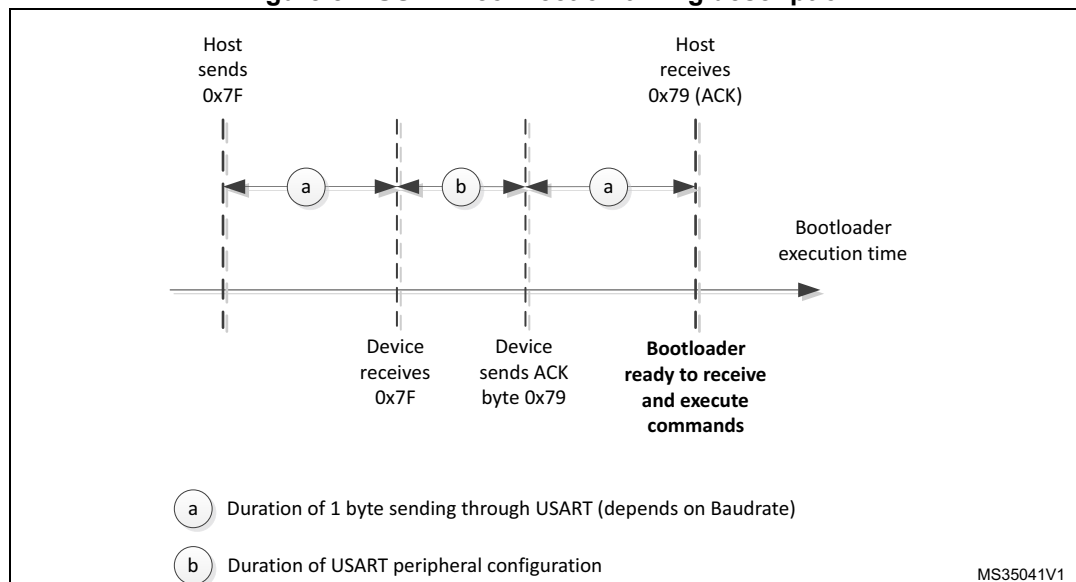 Host
sends
0x7F
Host
receives
0x79 (ACK)
a
b
a
Bootloader
execution time
Device
receives
0x7F
Device
sends ACK
byte 0x79
Bootloader
ready to receive
and execute
commands
a Duration of 1 byte sending through USART (depends on Baudrate)
b Duration of USART peripheral configuration
MS35041V1